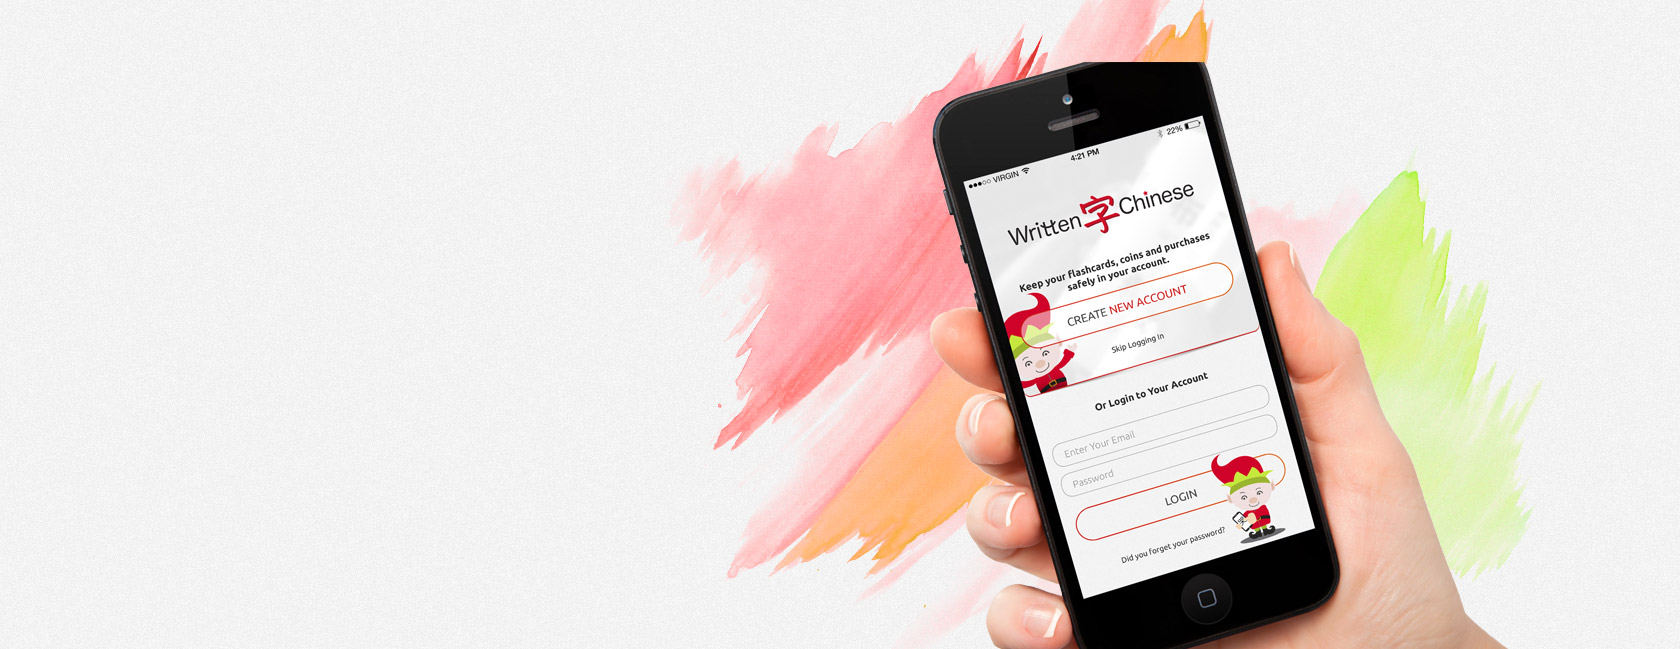 VIRGIN
4:21 PM
22%
Written字Chinese
Keep your flashcards, coins and purchases
safely in your account.
CREATE NEW ACCOUNT
Skip Logging In
Or Login to Your Account
Enter Your Email
Password
LOGIN
Did you forget your password?